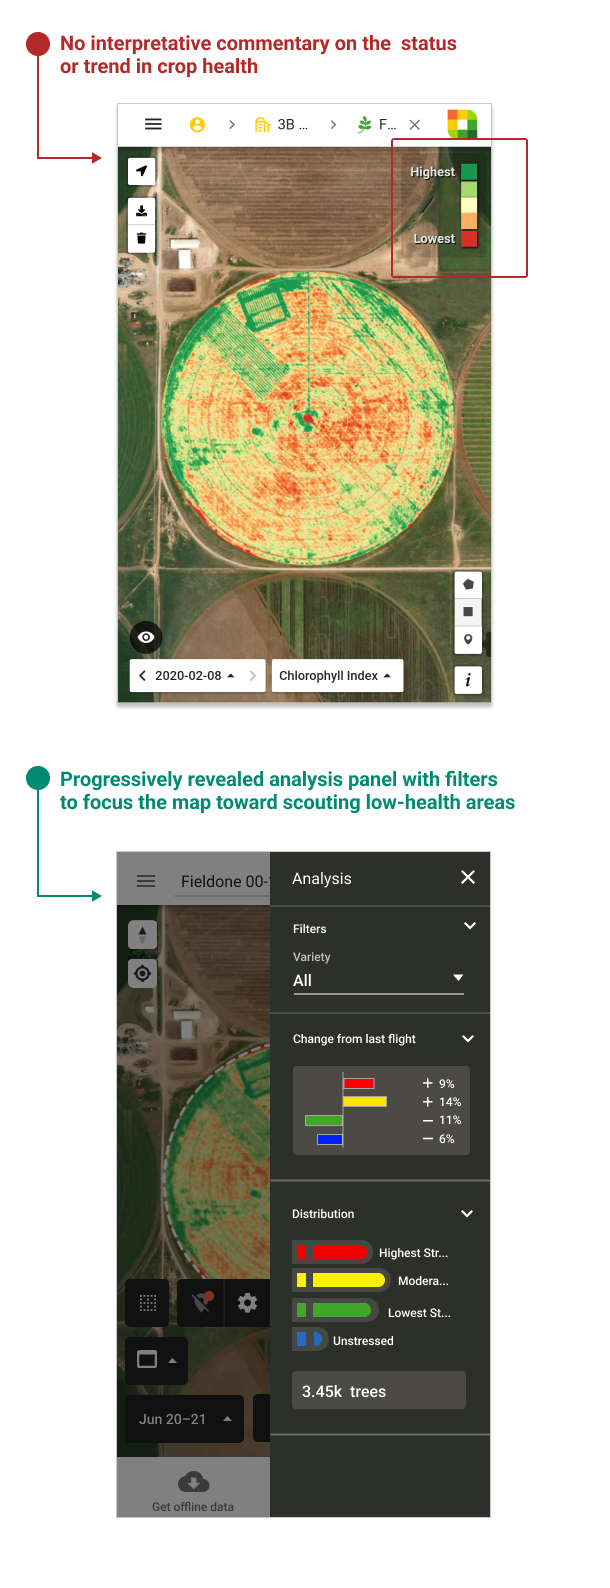 No interpretative commentary on the status
or trend in crop health
3B ...
F...
Highest
Lowest
2020-02-08
Chlorophyll Index
i
Progressively revealed analysis panel with filters
to focus the map toward scouting low-health areas
Fieldone 00-
Analysis
Filters
Variety
All
Change from last flight
+ 9%
+ 14%
− 11%
− 6%
Distribution
Highest Str...
Modera...
Lowest St...
Unstressed
3.45k trees
Jun 20–21
Get offline data